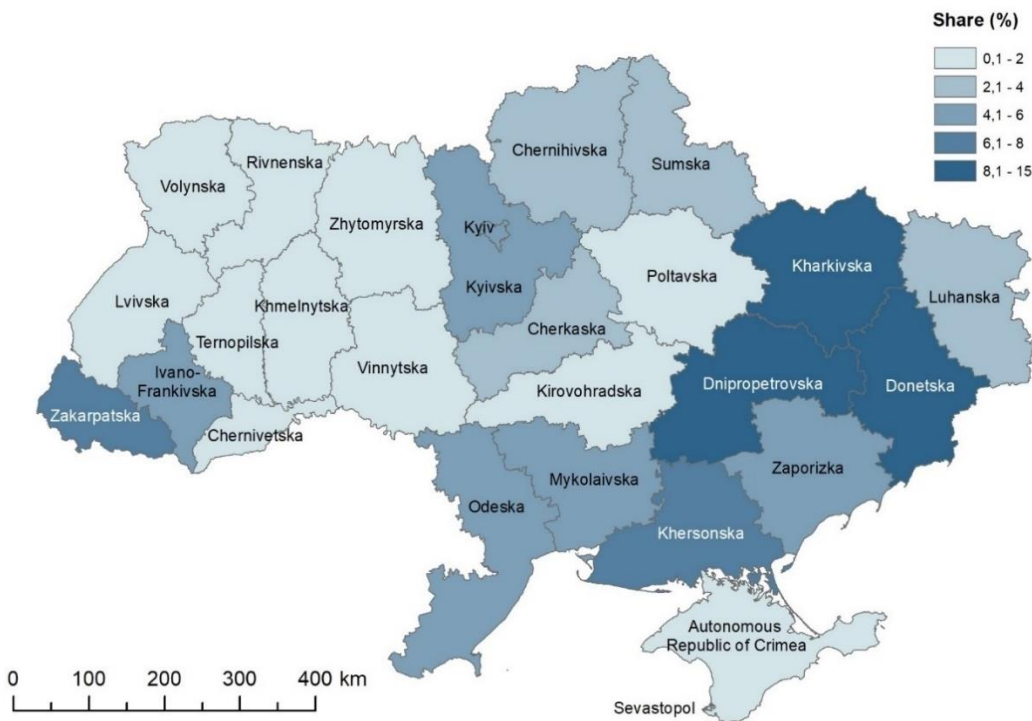 Share (%)
0,1 - 2
2,1 - 4
4,1 - 6
6,1 - 8
8,1 - 15
Chernihivska
Sumska
Rivnenska
Volynska
Zhytomyrska
Kyiv
Kharkivska
Poltavska
Kyivska
Luhanska
Lvivska
Khmelnytska
Cherkaska
Ternopilska
Vinnytska
Ivano-
Frankivska
Kirovohradska
Dnipropetrovska
Donetska
Zakarpatska
Chernivetska
Zaporizka
Mykolaivska
Odeska
Khersonska
Autonomous
Republic of Crimea
Sevastopol
0 100 200 300 400 km